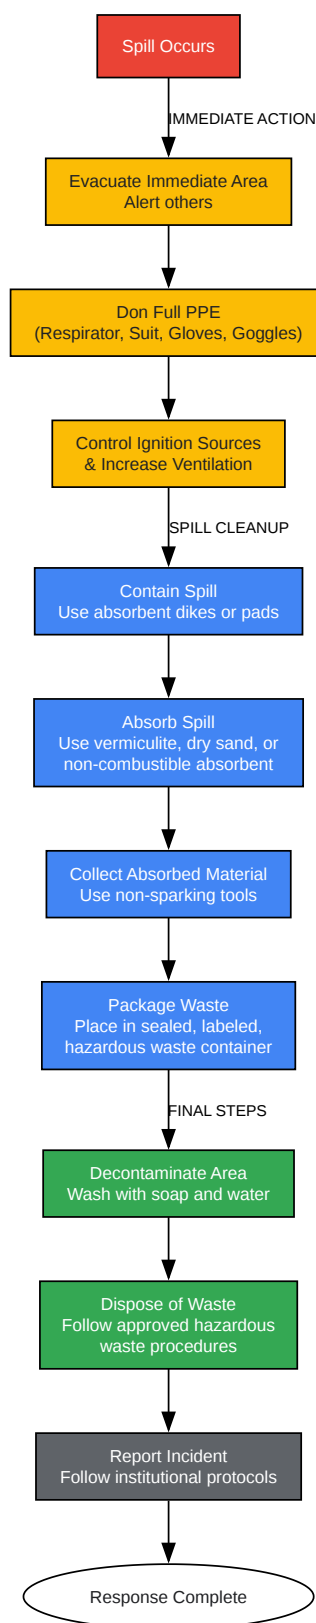 Spill Occurs
IMMEDIATE ACTION
Evacuate Immediate Area
Alert others
Don Full PPE
(Respirator, Suit, Gloves, Goggles)
Control Ignition Sources
& Increase Ventilation
SPILL CLEANUP
Contain Spill
Use absorbent dikes or pads
Absorb Spill
Use vermiculite, dry sand, or
non-combustible absorbent
Collect Absorbed Material
Use non-sparking tools
Package Waste
Place in sealed, labeled,
hazardous waste container
FINAL STEPS
Decontaminate Area
Wash with soap and water
Dispose of Waste
Follow approved hazardous
waste procedures
Report Incident
Follow institutional protocols
Response Complete